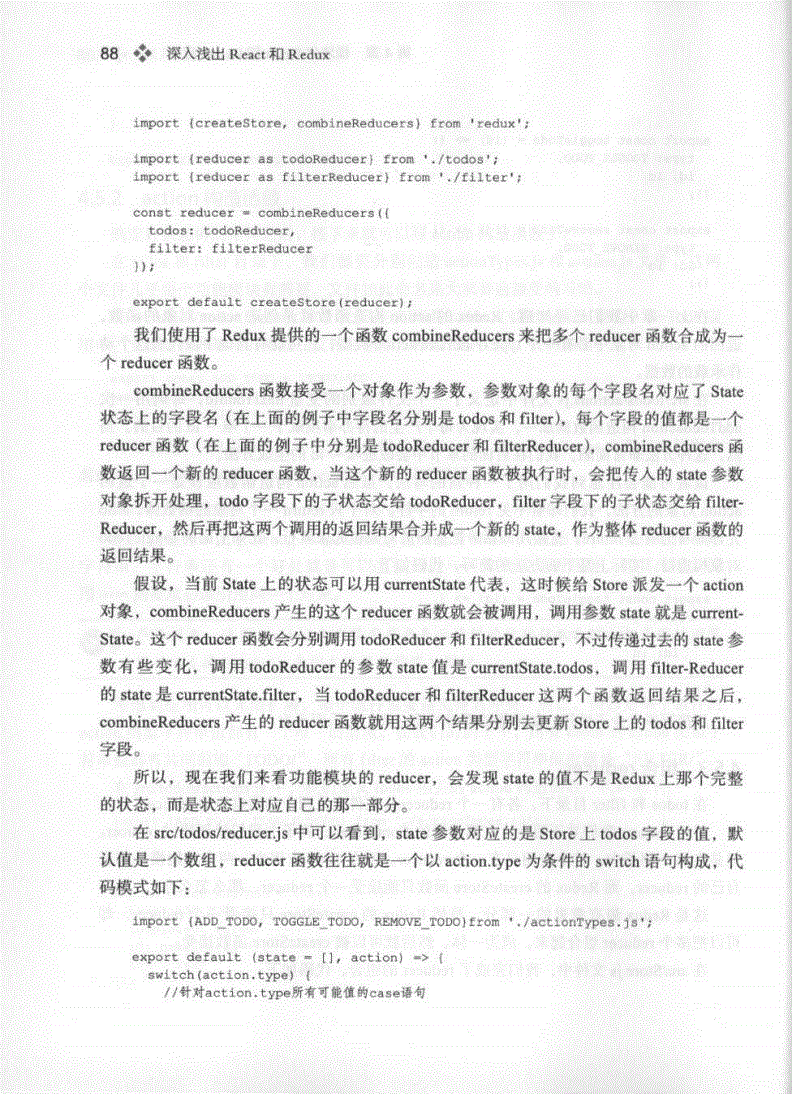 88 深入浅出 React 和 Redux
import {createStore, combineReducers} from 'redux';
import {reducer as todoReducer} from './todos';
import {reducer as filterReducer} from './filter';
const reducer = combineReducers({
todos: todoReducer,
filter: filterReducer
});
export default createStore(reducer);
我们使用了 Redux 提供的一个函数 combineReducers 来把多个 reducer 函数合成为一
个 reducer 函数。
combineReducers 函数接受一个对象作为参数，参数对象的每个字段名对应了 State
状态上的字段名（在上面的例子中字段名分别是 todos 和 filter），每个字段的值都是一个
reducer 函数（在上面的例子中分别是 todoReducer 和 filterReducer），combineReducers 函
数返回一个新的 reducer 函数，当这个新的 reducer 函数被执行时，会把传人的 state 参数
对象拆开处理，todo 字段下的子状态交给 todoReducer，filter 字段下的子状态交给 filter-
Reducer，然后再把这两个调用的返回结果合并成一个新的 state，作为整体 reducer 函数的
返回结果。
假设，当前 State 上的状态可以用 currentState 代表，这时候给 Store 派发一个 action
对象，combineReducers 产生的这个 reducer 函数就会被调用，调用参数 state 就是 current-
State。这个 reducer 函数会分别调用 todoReducer 和 filterReducer，不过传递过去的 state 参
数有些变化，调用 todoReducer 的参数 state 值是 currentState.todos，调用 filter-Reducer
的 state 是 currentState.filter，当 todoReducer 和 filterReducer 这两个函数返回结果之后，
combineReducers 产生的 reducer 函数就用这两个结果分别去更新 Store 上的 todos 和 filter
字段。
所以，现在我们来看功能模块的 reducer，会发现 state 的值不是 Redux 上那个完整
的状态，而是状态上对应自己的那一部分。
在 src/todos/reducer.js 中可以看到，state 参数对应的是 Store 上 todos 字段的值，默
认值是一个数组，reducer 函数往往就是一个以 action.type 为条件的 switch 语句构成，代
码模式如下：
import {ADD_TODO, TOGGLE_TODO, REMOVE_TODO}from './actionTypes.js';
export default (state = [], action) => {
switch(action.type) {
//针对action.type所有可能值的case语句